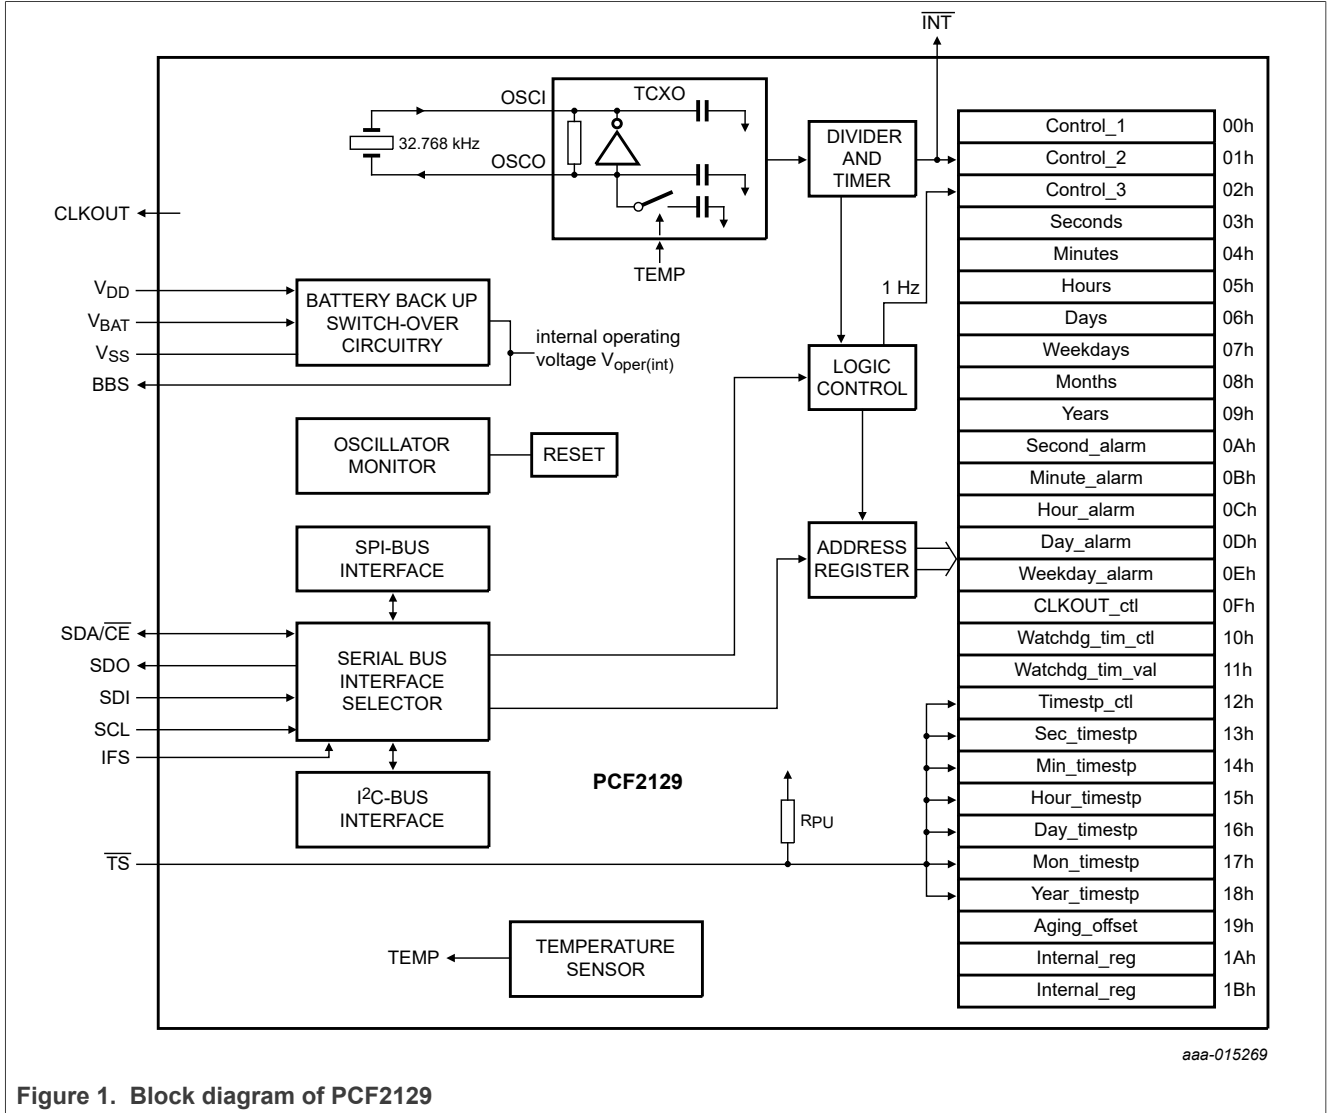 INT
OSCI
TCXO
32.768 kHz
OSCO
TEMP
DIVIDER
AND
TIMER
CLKOUT
VDD
VBAT
VSS
BBS
BATTERY BACK UP
SWITCH-OVER
CIRCUITRY
internal operating
voltage Voper(int)
1 Hz
LOGIC
CONTROL
OSCILLATOR
MONITOR
RESET
SPI-BUS
INTERFACE
ADDRESS
REGISTER
SDA/CE
SDO
SDI
SCL
IFS
SERIAL BUS
INTERFACE
SELECTOR
I2C-BUS
INTERFACE
PCF2129
RPU
TS
TEMP
TEMPERATURE
SENSOR
Control_1 00h
Control_2 01h
Control_3 02h
Seconds 03h
Minutes 04h
Hours 05h
Days 06h
Weekdays 07h
Months 08h
Years 09h
Second_alarm 0Ah
Minute_alarm 0Bh
Hour_alarm 0Ch
Day_alarm 0Dh
Weekday_alarm 0Eh
CLKOUT_ctl 0Fh
Watchdg_tim_ctl 10h
Watchdg_tim_val 11h
Timestp_ctl 12h
Sec_timestp 13h
Min_timestp 14h
Hour_timestp 15h
Day_timestp 16h
Mon_timestp 17h
Year_timestp 18h
Aging_offset 19h
Internal_reg 1Ah
Internal_reg 1Bh
aaa-015269
Figure 1. Block diagram of PCF2129